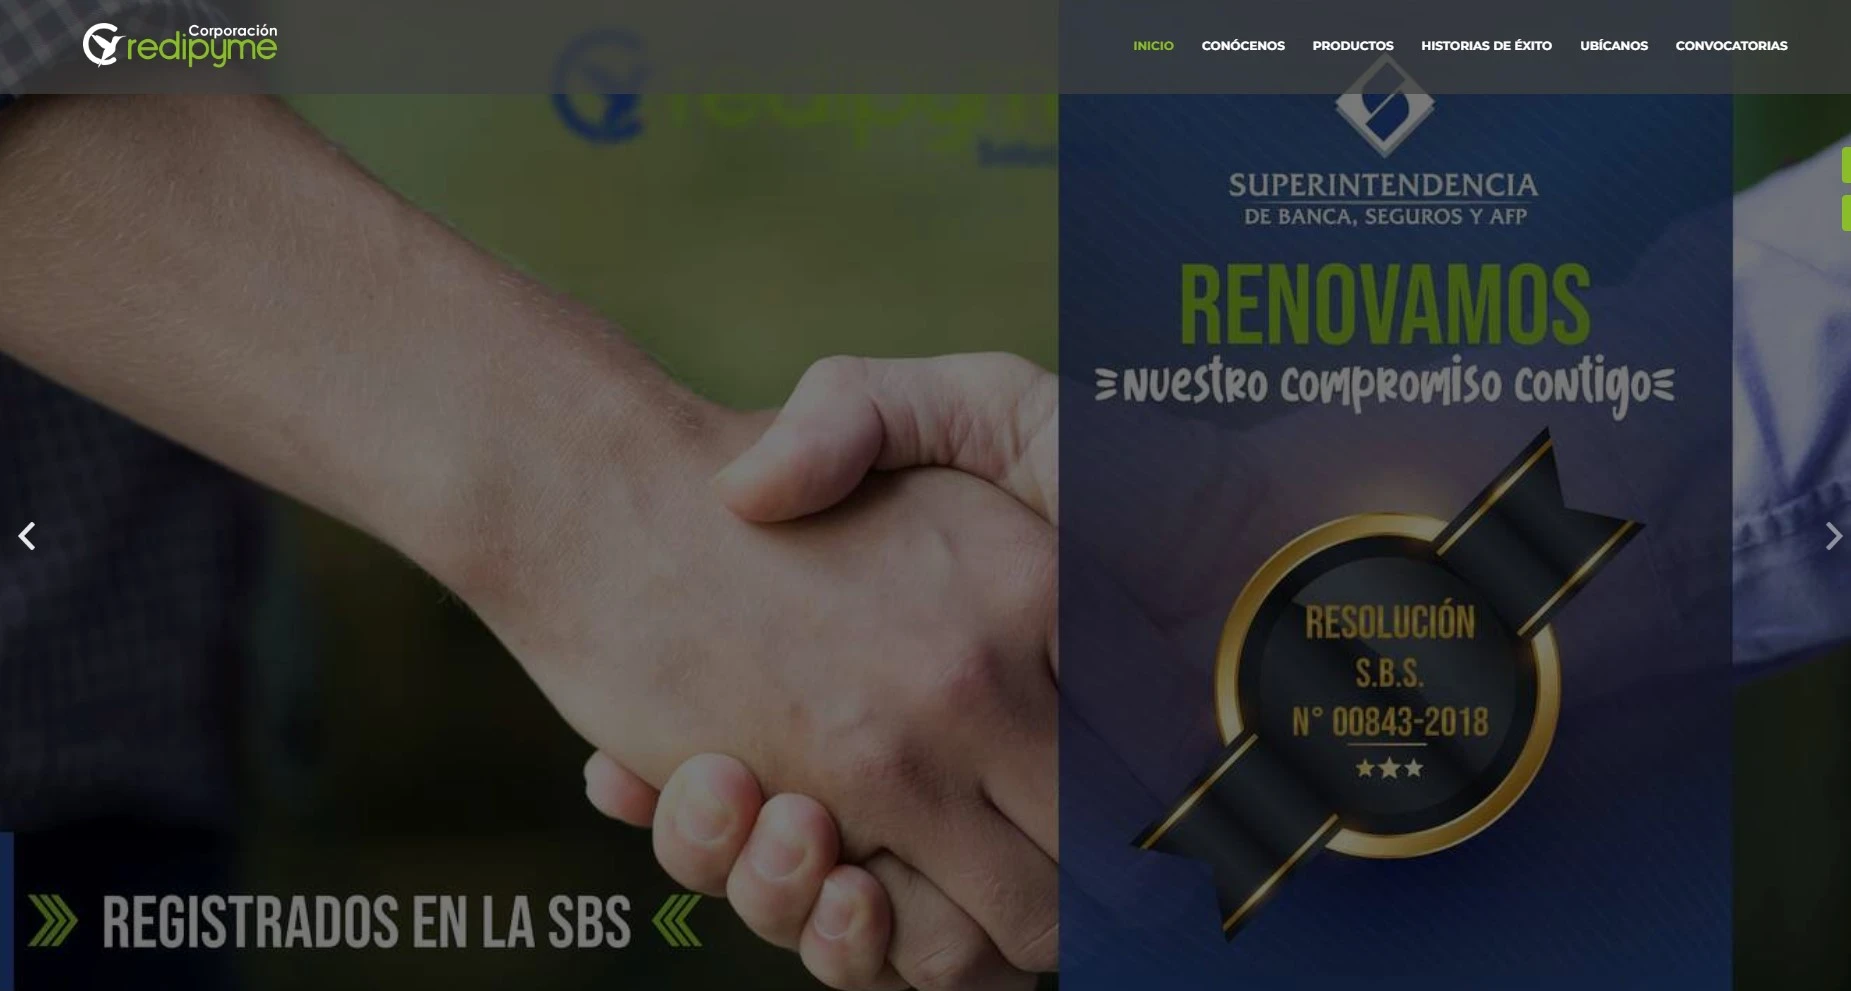 Corporación
Credipyme
INICIO
CONÓCENOS
PRODUCTOS
HISTORIAS DE ÉXITO
UBÍCANOS
CONVOCATORIAS
SUPERINTENDENCIA
DE BANCA, SEGUROS Y AFP
RENOVAMOS
NUESTRO COMPROMISO CONTIGO
RESOLUCIÓN
S.B.S.
N° 00843-2018
REGISTRADOS EN LA SBS